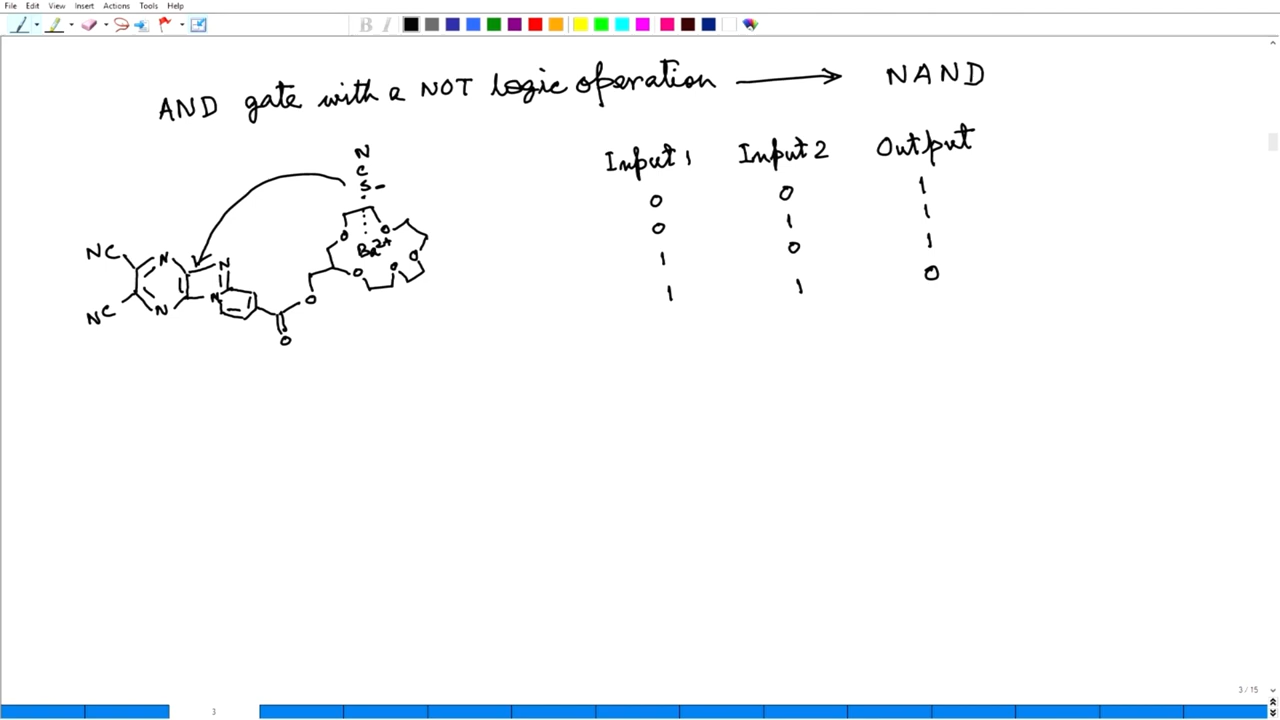 File Edit View Insert Actions Tools Help
B I
AND gate with a NOT logic operation → NAND
Input 1 Input 2 Output
0 0 1
0 1 1
1 0 1
1 1 0
N
C
S-
O O
Ba2+
O O O
NC N N
NC N N
O
O
3 / 15
3